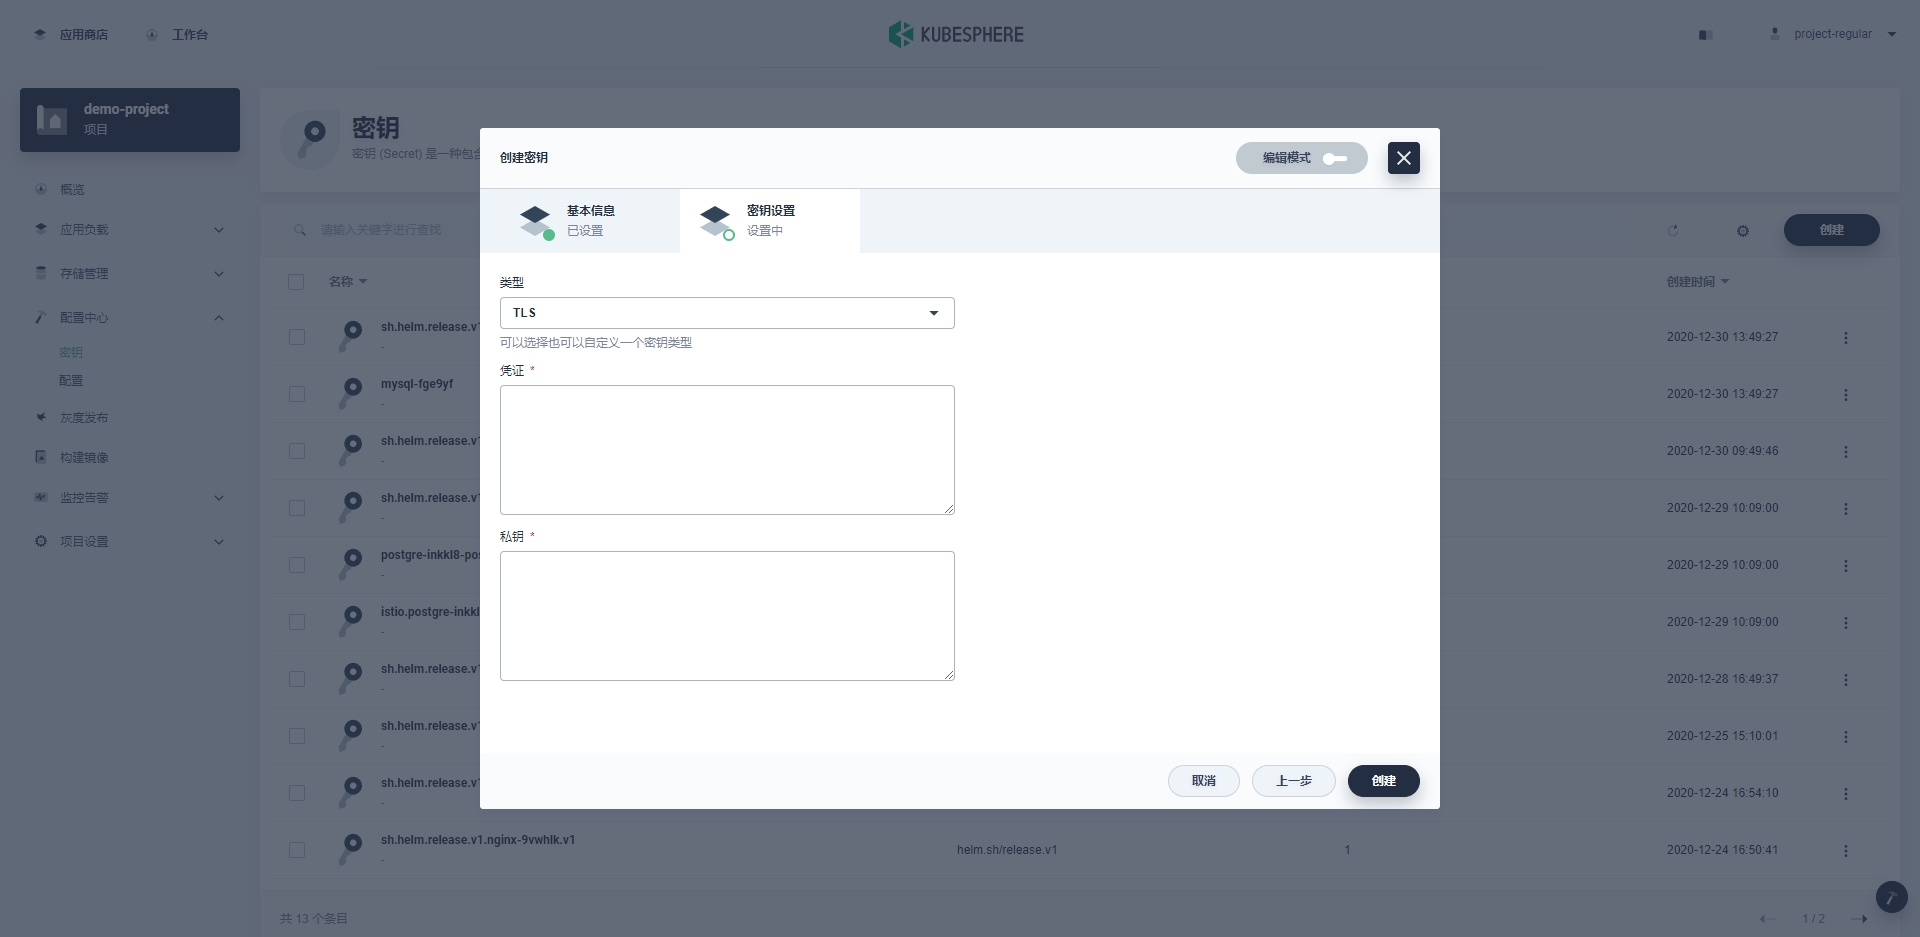 应用商店
工作台
KUBESPHERE
project-regular
demo-project
项目
概览
应用负载
存储管理
配置中心
密钥
配置
灰度发布
构建镜像
监控告警
项目设置
密钥
密钥 (Secret) 是一种包含
请输入关键字进行查找
创建
名称
创建时间
sh.helm.release.v1
-
2020-12-30 13:49:27
mysql-fge9yf
-
2020-12-30 13:49:27
sh.helm.release.v1
-
2020-12-30 09:49:46
sh.helm.release.v1
-
2020-12-29 10:09:00
postgre-inkkl8-pos
-
2020-12-29 10:09:00
istio.postgre-inkkl
-
2020-12-29 10:09:00
sh.helm.release.v1
-
2020-12-28 16:49:37
sh.helm.release.v1
-
2020-12-25 15:10:01
sh.helm.release.v1
-
2020-12-24 16:54:10
sh.helm.release.v1.nginx-9vwhlk.v1
-
helm.sh/release.v1
1
2020-12-24 16:50:41
共 13 个条目
1 / 2
创建密钥
编辑模式
基本信息
已设置
密钥设置
设置中
类型
TLS
可以选择也可以自定义一个密钥类型
凭证 *
私钥 *
取消
上一步
创建